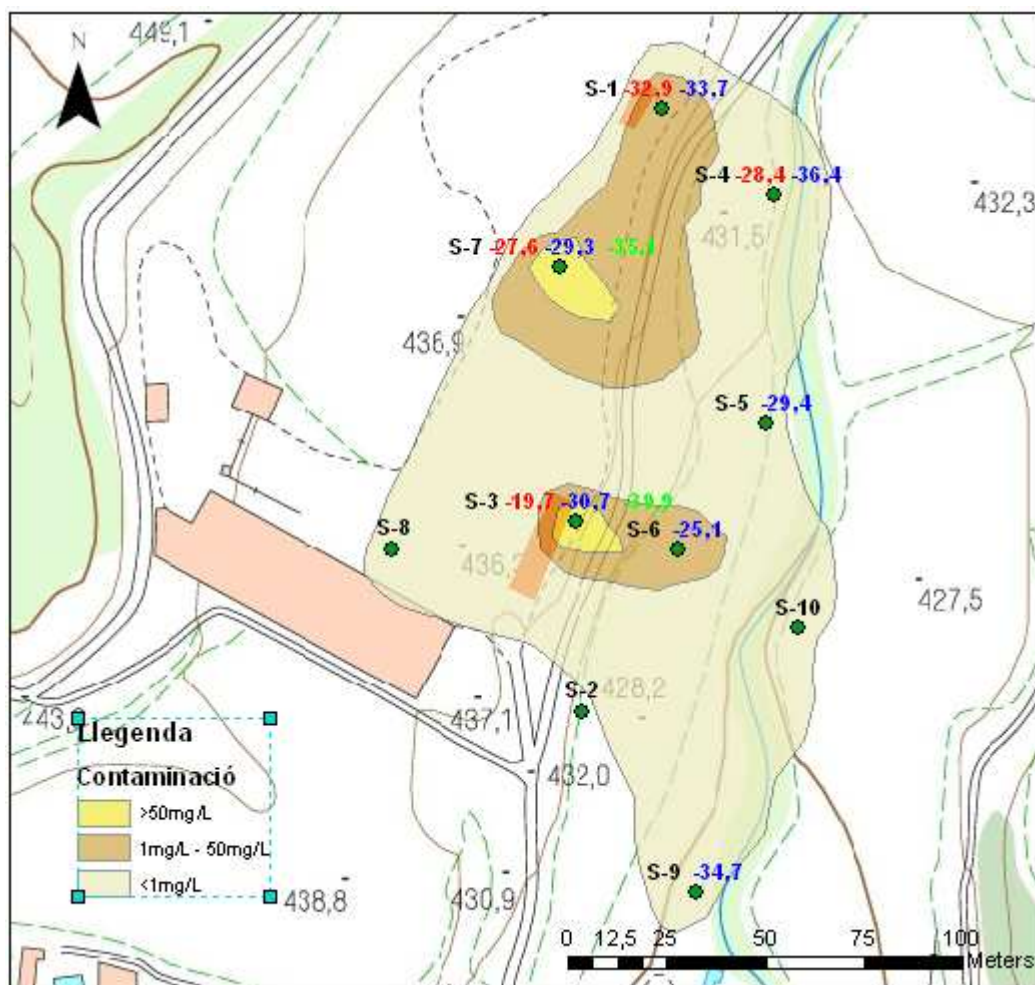 449,1
N
S-1 -32,9 -33,7
S-4 -28,4 -36,4
432,3
431,5
S-7 -27,6 -29,3 -35,1
436,9
S-5 -29,4
S-3 -19,7 -30,7 -39,9
S-8
S-6 -25,1
427,5
S-10
S-2
428,2
437,1
Llegenda
432,0
Contaminació
>50mg/L
1mg/L - 50mg/L
<1mg/L
S-9 -34,7
438,8
430,9
0 12,5 25 50 75 100
Meters